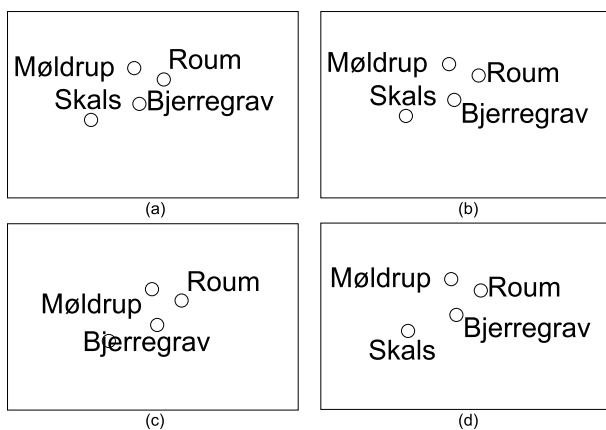 Møldrup
Roum
Skals
Bjerregrav
(a)
Møldrup
Roum
Skals
Bjerregrav
(b)
Roum
Møldrup
Bjerregrav
(c)
Møldrup
Roum
Bjerregrav
Skals
(d)